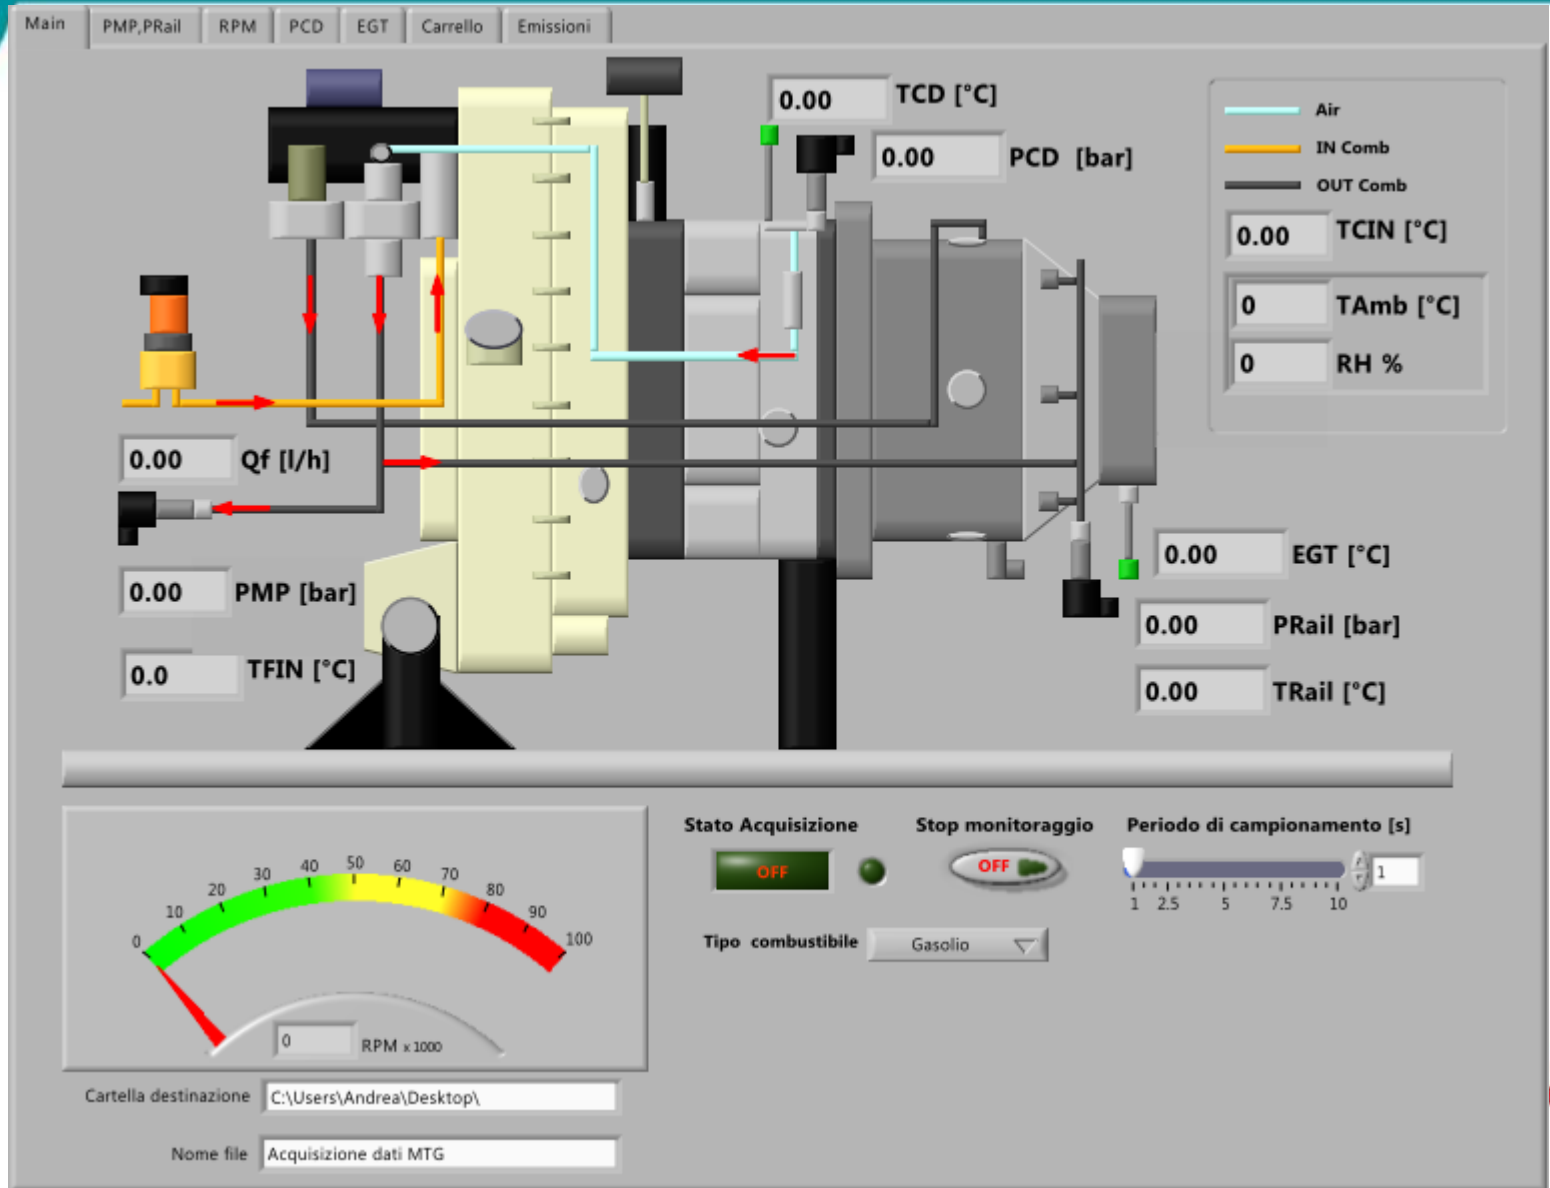 Main PMP,PRail RPM PCD EGT Carrello Emissioni
0.00 TCD [°C]
0.00 PCD [bar]
Air
IN Comb
OUT Comb
0.00 TCIN [°C]
0 TAmb [°C]
0 RH %
0.00 Qf [l/h]
0.00 PMP [bar]
0.0 TFIN [°C]
0.00 EGT [°C]
0.00 PRail [bar]
0.00 TRail [°C]
0 10 20 30 40 50 60 70 80 90 100
0 RPM x 1000
Stato Acquisizione
OFF
Stop monitoraggio
OFF
Periodo di campionamento [s]
1
1 2.5 5 7.5 10
Tipo combustibile Gasolio
Cartella destinazione C:\Users\Andrea\Desktop\
Nome file Acquisizione dati MTG